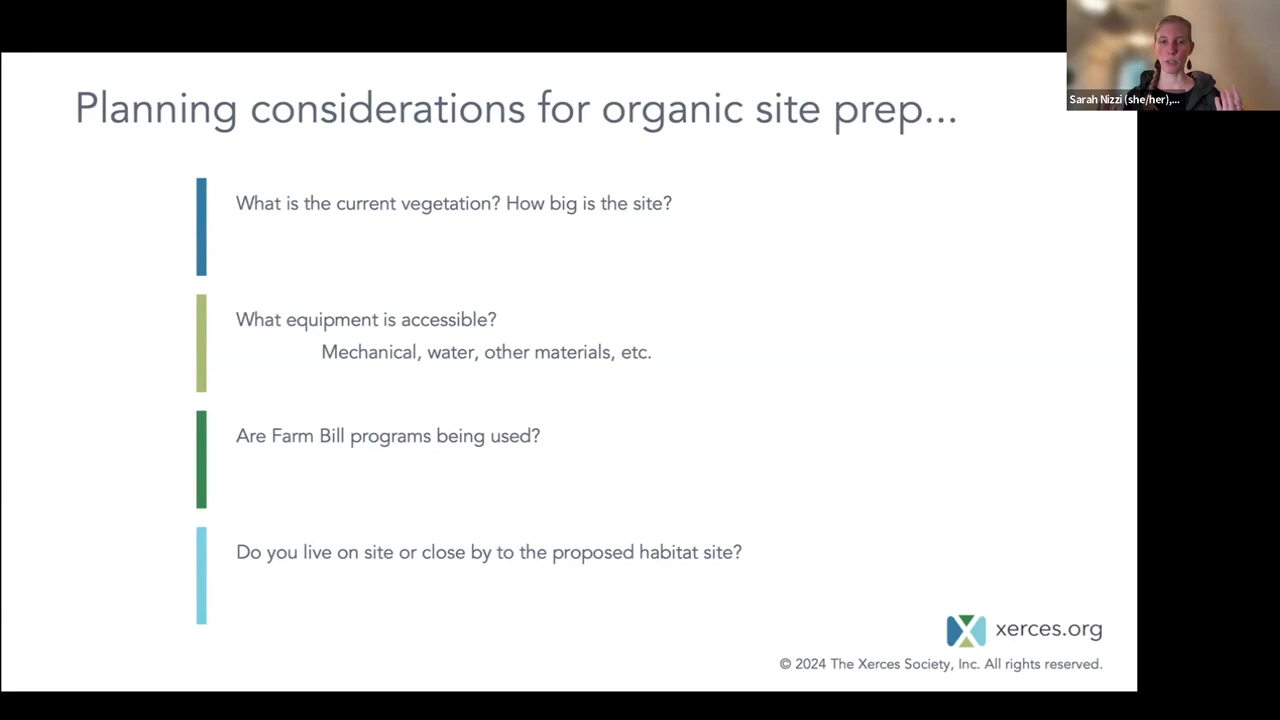 Planning considerations for organic site prep...
Sarah Nizzi (she/her),...
What is the current vegetation? How big is the site?
What equipment is accessible?
Mechanical, water, other materials, etc.
Are Farm Bill programs being used?
Do you live on site or close by to the proposed habitat site?
xerces.org
© 2024 The Xerces Society, Inc. All rights reserved.